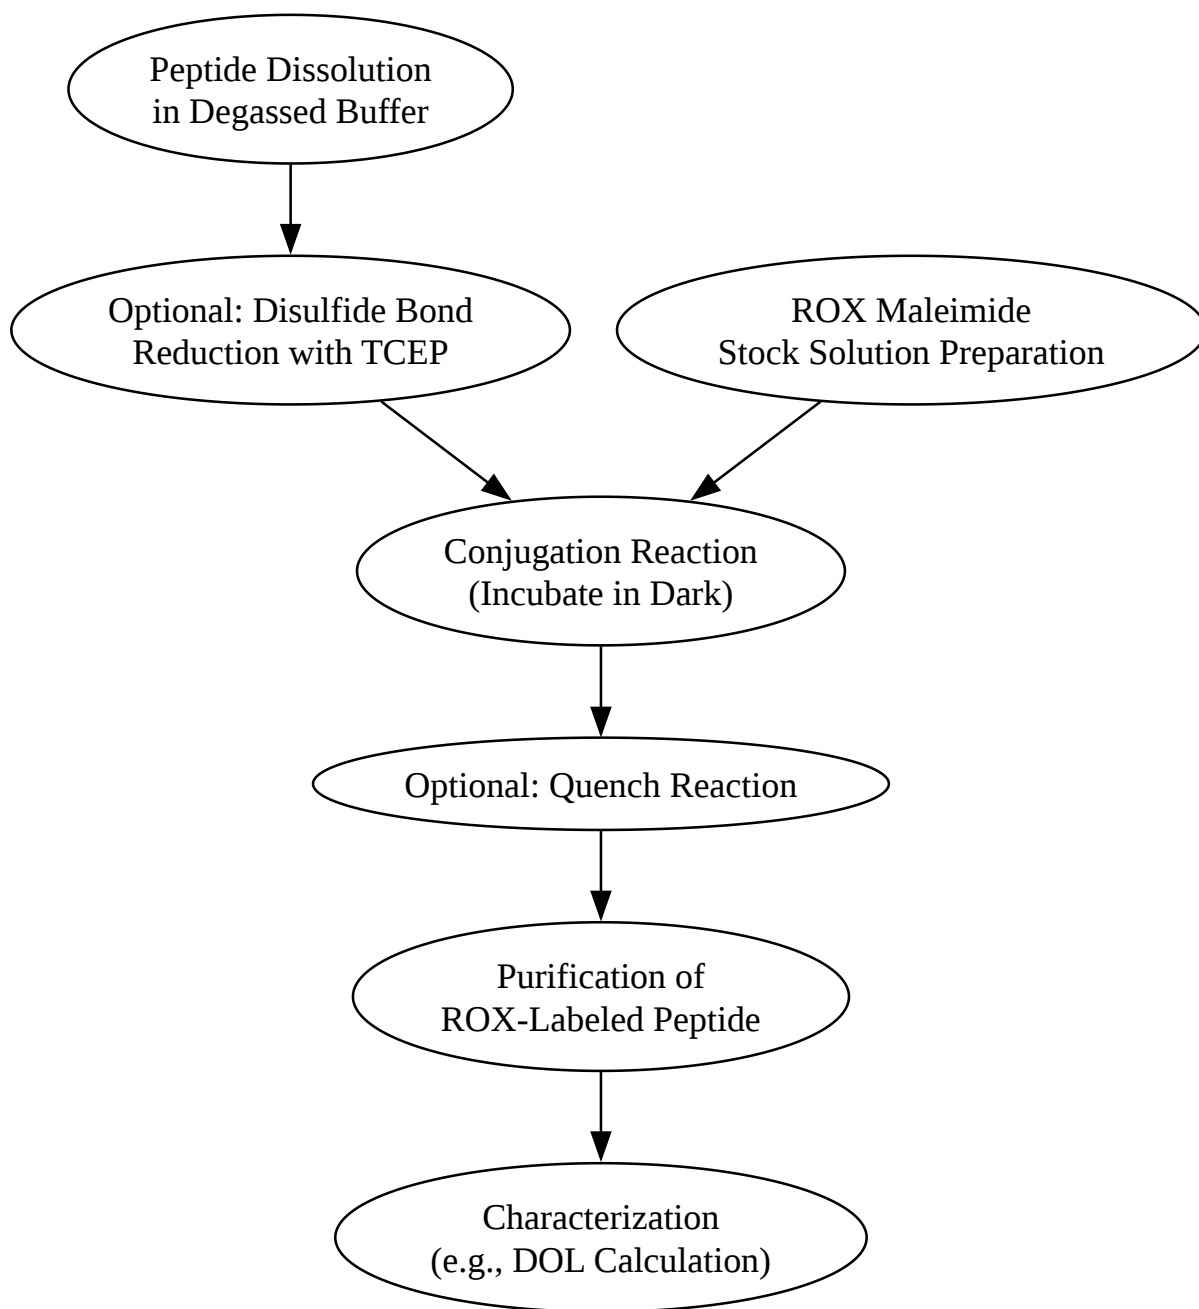 Peptide Dissolution
in Degassed Buffer
Optional: Disulfide Bond
Reduction with TCEP
ROX Maleimide
Stock Solution Preparation
Conjugation Reaction
(Incubate in Dark)
Optional: Quench Reaction
Purification of
ROX-Labeled Peptide
Characterization
(e.g., DOL Calculation)